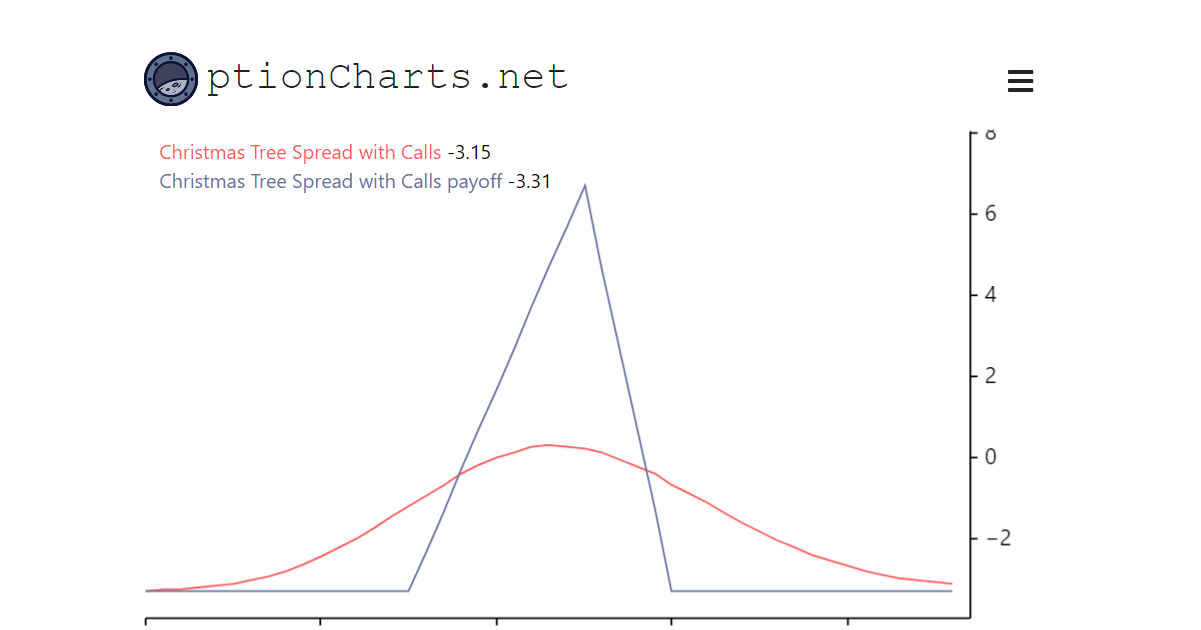 ptionCharts.net
Christmas Tree Spread with Calls -3.15
Christmas Tree Spread with Calls payoff -3.31
8
6
4
2
0
−2